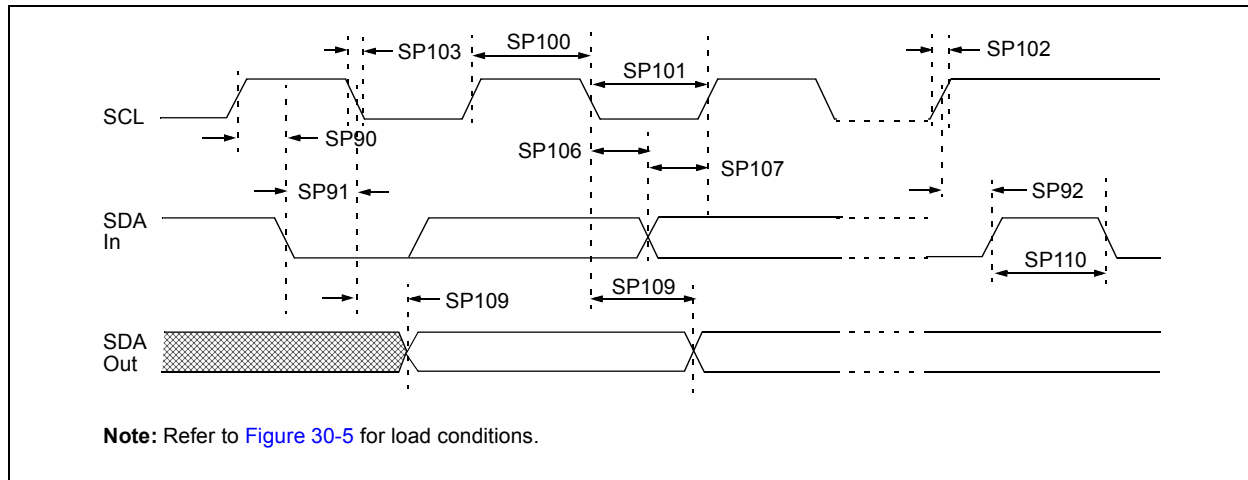 SP103
SP100
SP102
SP101
SCL
SP90
SP106
SP107
SP91
SP92
SDA
In
SP110
SP109
SP109
SDA
Out
Note: Refer to Figure 30-5 for load conditions.